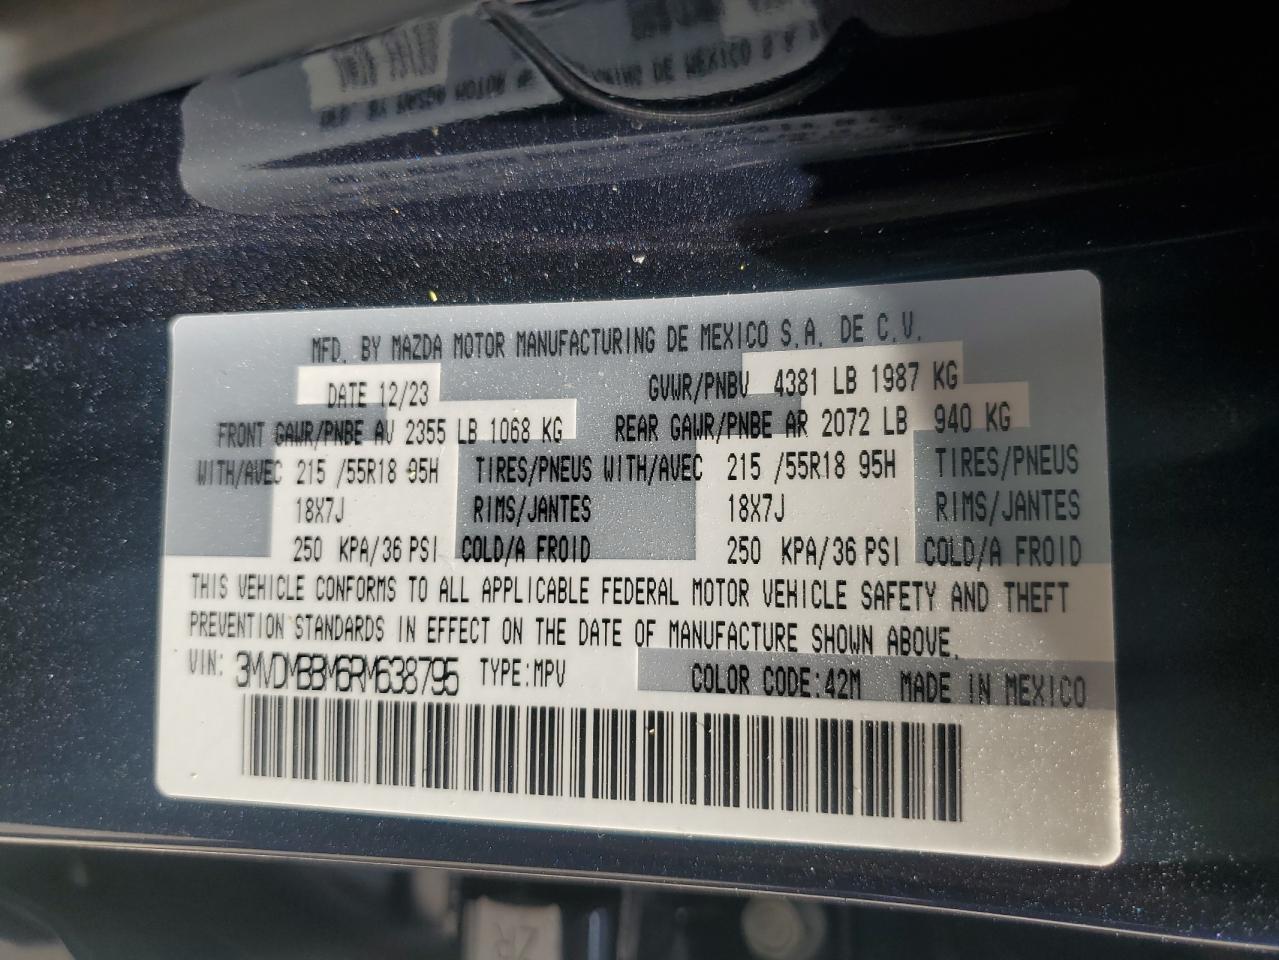 MFD. BY MAZDA MOTOR MANUFACTURING DE MEXICO S.A. DE C.V.
DATE 12/23 GVWR/PNBV 4381 LB 1987 KG
FRONT GAWR/PNBE AV 2355 LB 1068 KG REAR GAWR/PNBE AR 2072 LB 940 KG
WITH/AVEC 215 /55R18 95H TIRES/PNEUS WITH/AVEC 215 /55R18 95H TIRES/PNEUS
18X7J RIMS/JANTES 18X7J RIMS/JANTES
250 KPA/36 PSI COLD/A FROID 250 KPA/36 PSI COLD/A FROID
THIS VEHICLE CONFORMS TO ALL APPLICABLE FEDERAL MOTOR VEHICLE SAFETY AND THEFT
PREVENTION STANDARDS IN EFFECT ON THE DATE OF MANUFACTURE SHOWN ABOVE.
VIN: 3MVDMBBM6RM638795 TYPE:MPV COLOR CODE:42M MADE IN MEXICO